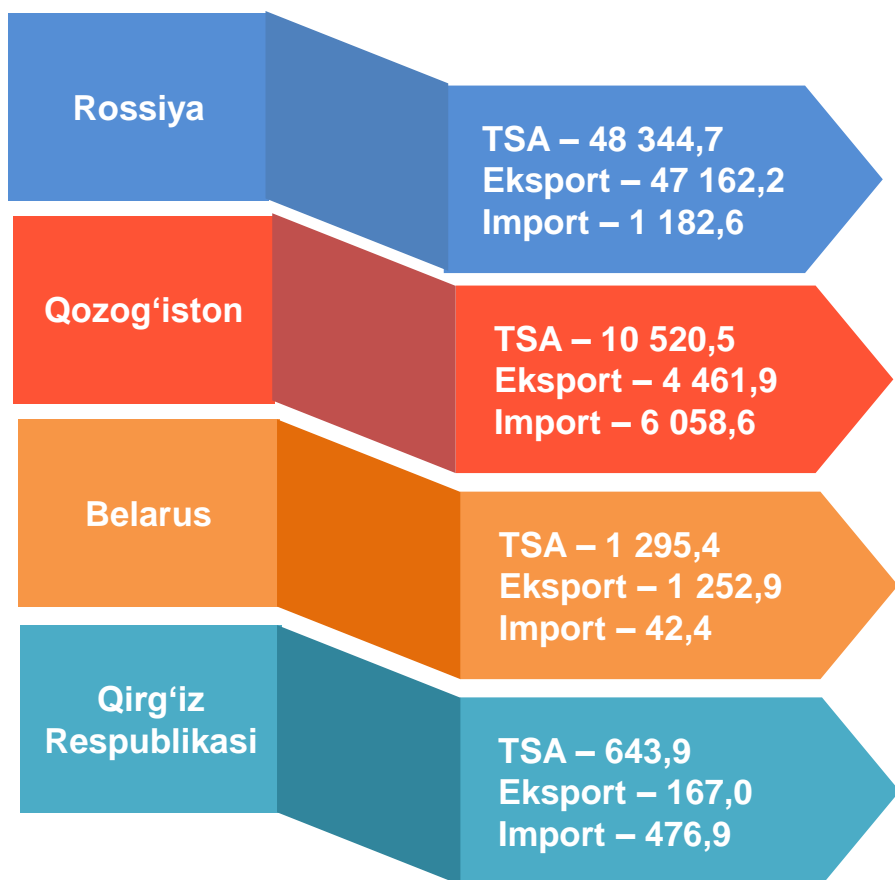 Rossiya
TSA – 48 344,7
Eksport – 47 162,2
Import – 1 182,6
Qozog‘iston
TSA – 10 520,5
Eksport – 4 461,9
Import – 6 058,6
Belarus
TSA – 1 295,4
Eksport – 1 252,9
Import – 42,4
Qirg‘iz
Respublikasi
TSA – 643,9
Eksport – 167,0
Import – 476,9